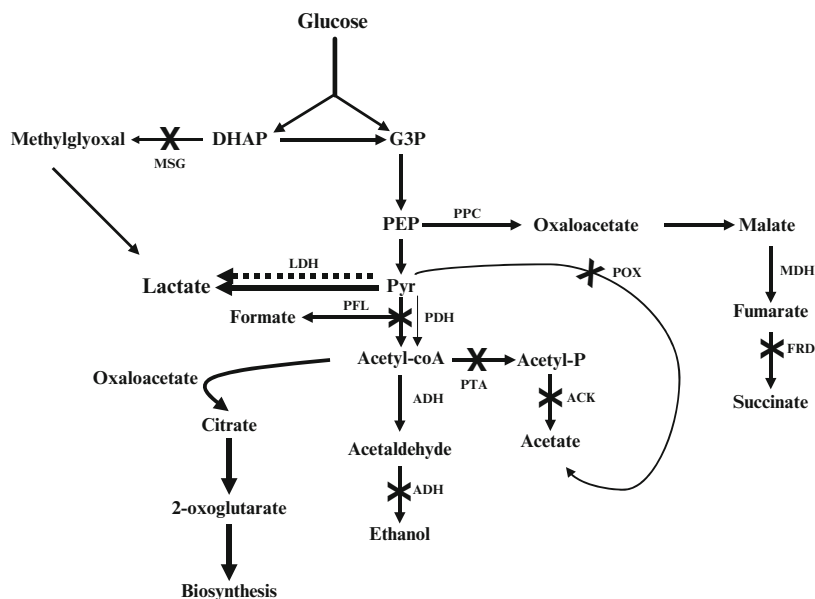 Glucose
Methylglyoxal
DHAP
G3P
MSG
PEP
PPC
Oxaloacetate
Malate
LDH
POX
MDH
Lactate
Pyr
Formate
PFL
PDH
Fumarate
FRD
Acetyl-coA
PTA
Acetyl-P
Oxaloacetate
ADH
ACK
Succinate
Citrate
Acetate
Acetaldehyde
ADH
2-oxoglutarate
Ethanol
Biosynthesis